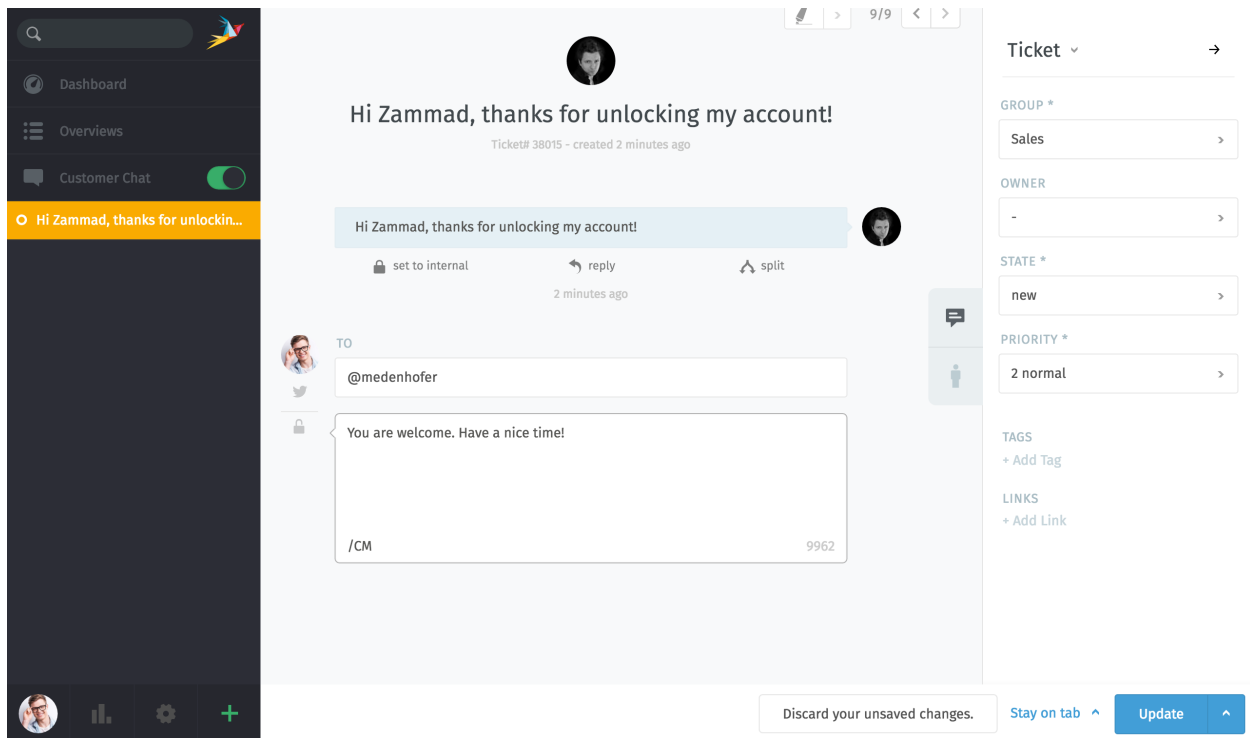 Dashboard
Overviews
Customer Chat
Hi Zammad, thanks for unlockin...
9/9
Hi Zammad, thanks for unlocking my account!
Ticket# 38015 - created 2 minutes ago
Hi Zammad, thanks for unlocking my account!
set to internal reply split
2 minutes ago
TO
@medenhofer
You are welcome. Have a nice time!
/CM 9962
Ticket
GROUP *
Sales
OWNER
-
STATE *
new
PRIORITY *
2 normal
TAGS
+ Add Tag
LINKS
+ Add Link
Discard your unsaved changes. Stay on tab Update